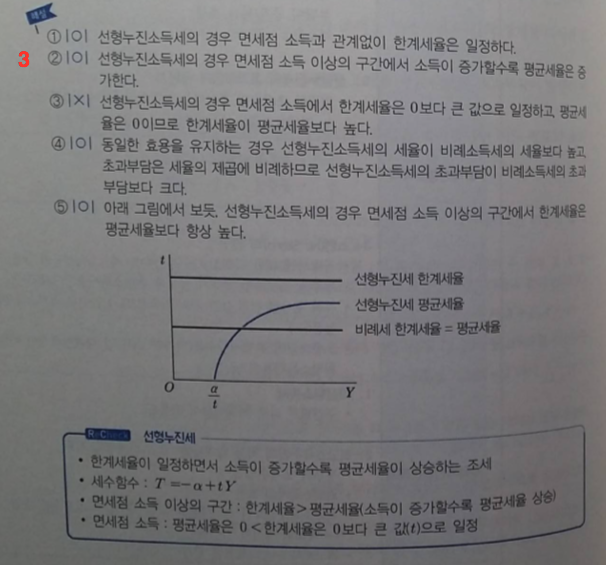 해설
①|O| 선형누진소득세의 경우 면세점 소득과 관계없이 한계세율은 일정하다.
3 ②|O| 선형누진소득세의 경우 면세점 소득 이상의 구간에서 소득이 증가할수록 평균세율은 증
가한다.
③|X| 선형누진소득세의 경우 면세점 소득에서 한계세율은 0보다 큰 값으로 일정하고, 평균세
율은 0이므로 한계세율이 평균세율보다 높다.
④|O| 동일한 효용을 유지하는 경우 선형누진소득세의 세율이 비례소득세의 세율보다 높고,
초과부담은 세율의 제곱에 비례하므로 선형누진소득세의 초과부담이 비례소득세의 초과
부담보다 크다.
⑤|O| 아래 그림에서 보듯, 선형누진소득세의 경우 면세점 소득 이상의 구간에서 한계세율은
평균세율보다 항상 높다.
t
선형누진세 한계세율
선형누진세 평균세율
비례세 한계세율 = 평균세율
O α/t Y
ReCheck 선형누진세
• 한계세율이 일정하면서 소득이 증가할수록 평균세율이 상승하는 조세
• 세수함수 : T =-α+tY
• 면세점 소득 이상의 구간 : 한계세율>평균세율(소득이 증가할수록 평균세율 상승)
• 면세점 소득 : 평균세율은 0<한계세율은 0보다 큰 값(t)으로 일정